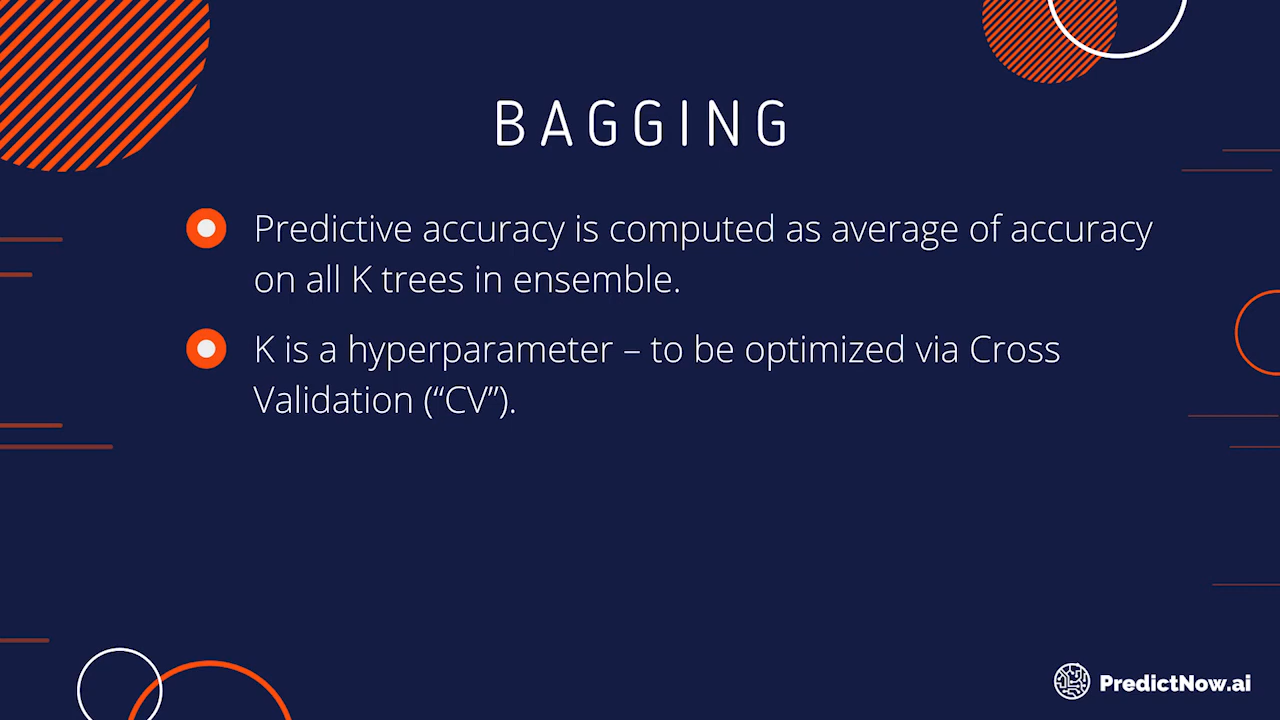 BAGGING
Predictive accuracy is computed as average of accuracy
on all K trees in ensemble.
K is a hyperparameter – to be optimized via Cross
Validation (“CV”).
PredictNow.ai